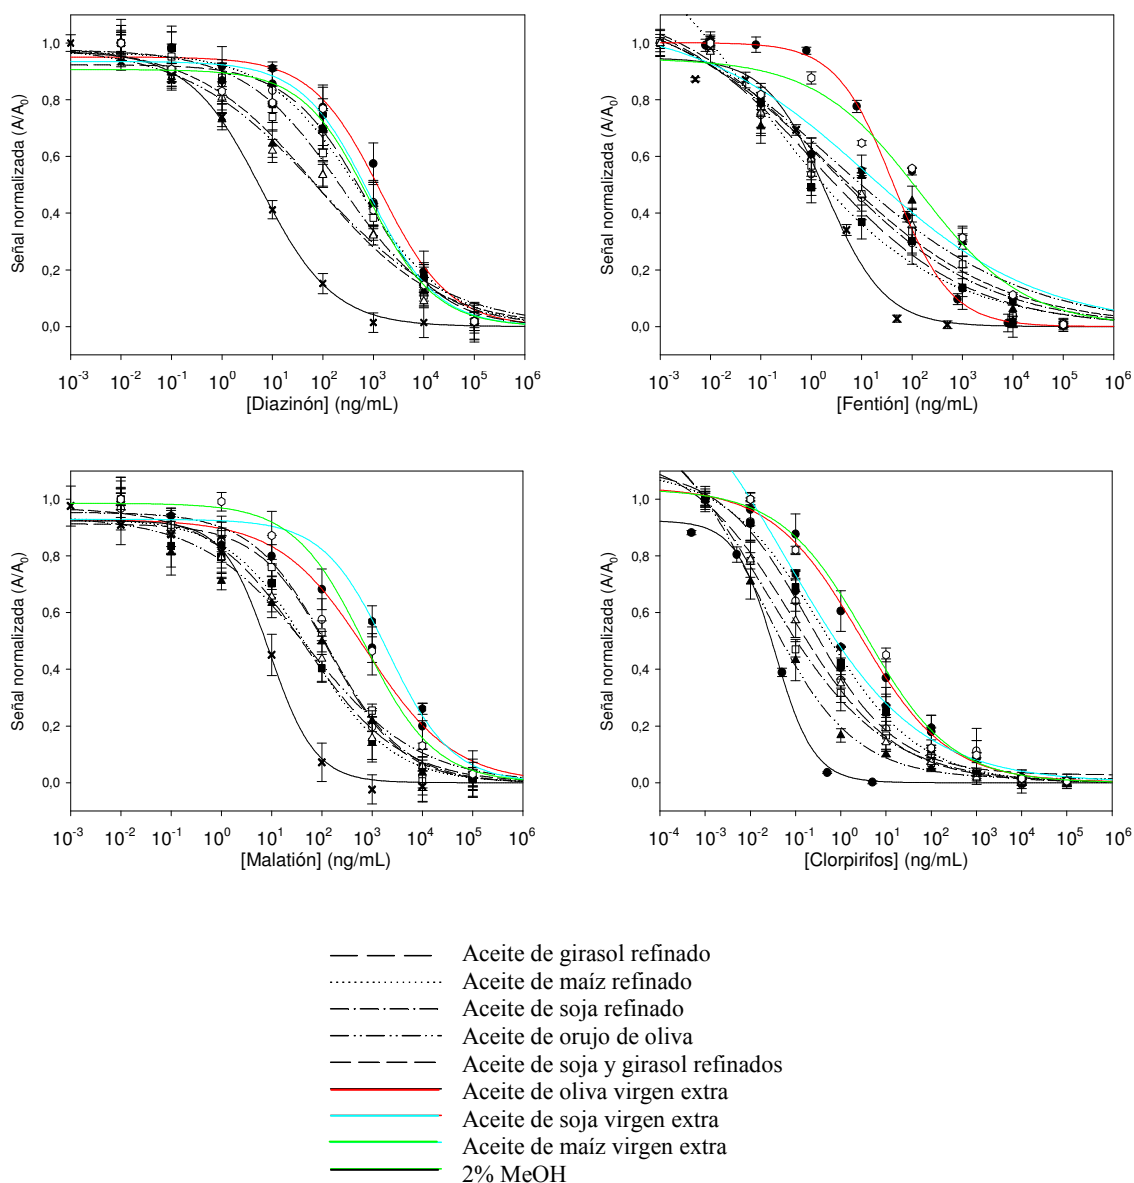 1,0
0,8
0,6
0,4
0,2
0,0
Señal normalizada (A/A0)
10-3 10-2 10-1 100 101 102 103 104 105 106
[Diazinón] (ng/mL)
1,0
0,8
0,6
0,4
0,2
0,0
Señal normalizada (A/A0)
10-3 10-2 10-1 100 101 102 103 104 105 106
[Fentión] (ng/mL)
1,0
0,8
0,6
0,4
0,2
0,0
Señal normalizada (A/A0)
10-3 10-2 10-1 100 101 102 103 104 105 106
[Malatión] (ng/mL)
1,0
0,8
0,6
0,4
0,2
0,0
Señal normalizada (A/A0)
10-4 10-3 10-2 10-1 100 101 102 103 104 105 106
[Clorpirifos] (ng/mL)
Aceite de girasol refinado
Aceite de maíz refinado
Aceite de soja refinado
Aceite de orujo de oliva
Aceite de soja y girasol refinados
Aceite de oliva virgen extra
Aceite de soja virgen extra
Aceite de maíz virgen extra
2% MeOH